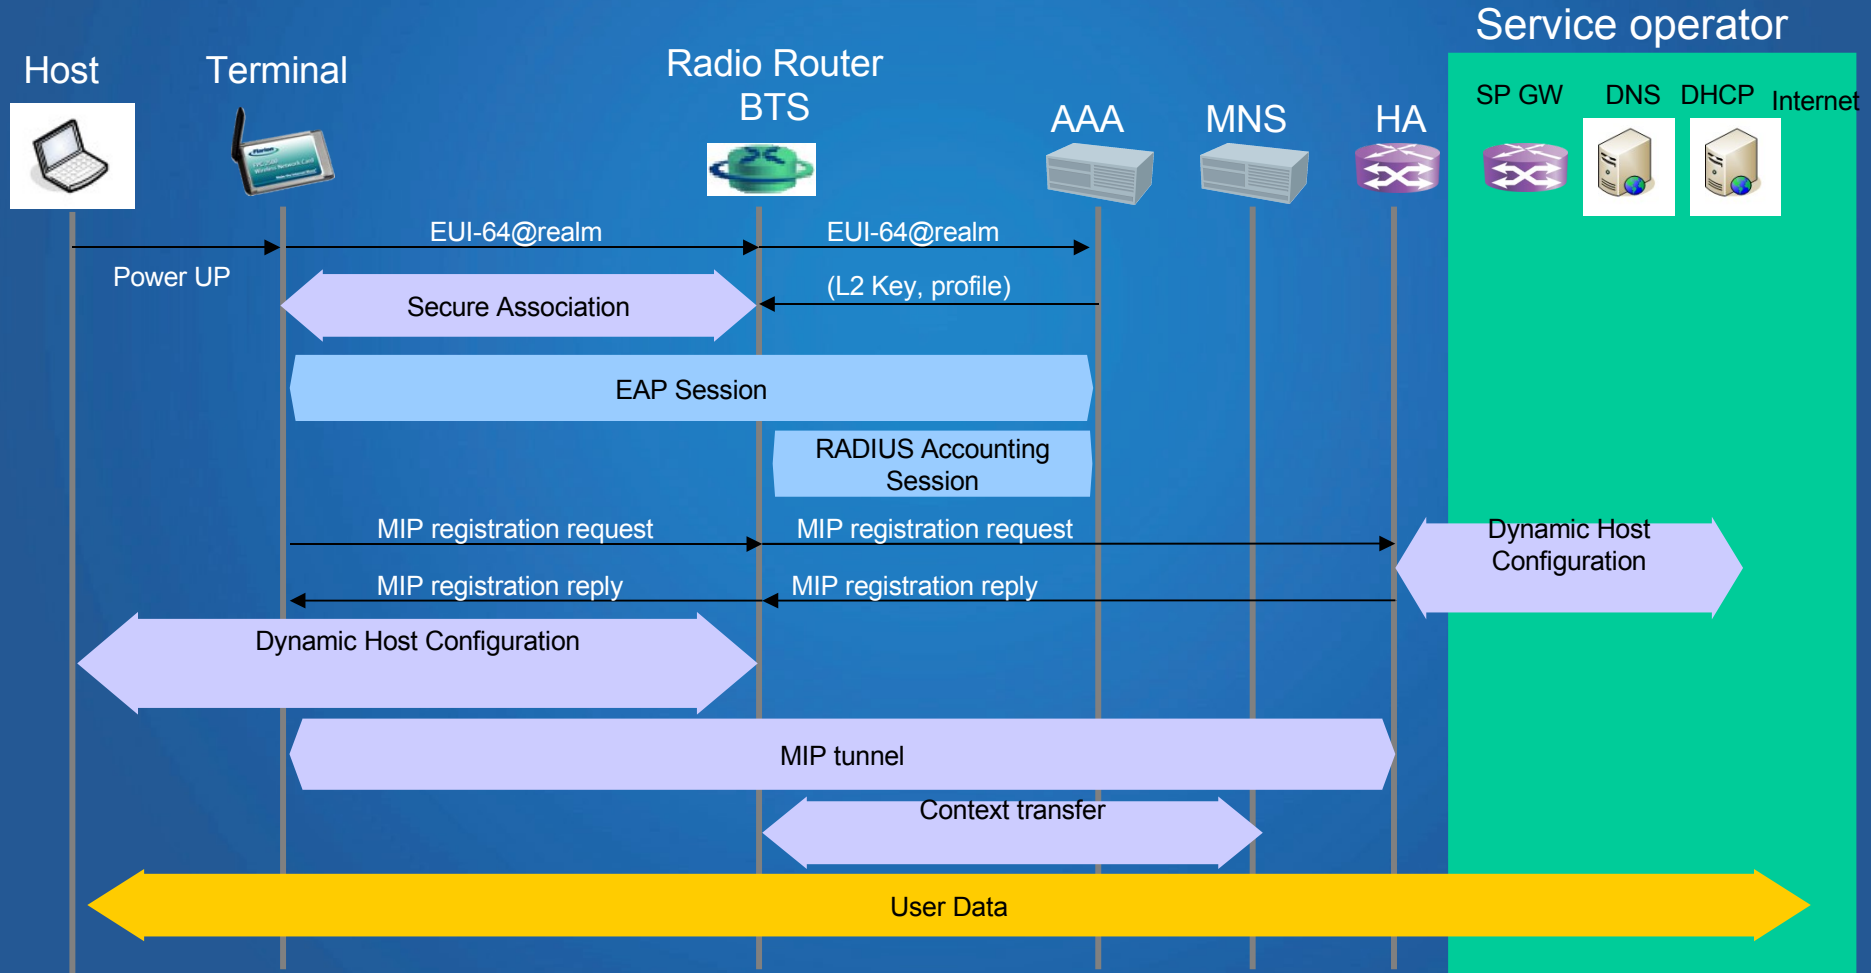 Service operator
Host
Terminal
Radio Router
BTS
AAA
MNS
HA
SP GW
DNS
DHCP
Internet
EUI-64@realm
EUI-64@realm
Power UP
(L2 Key, profile)
Secure Association
EAP Session
RADIUS Accounting
Session
MIP registration request
MIP registration request
Dynamic Host
Configuration
MIP registration reply
MIP registration reply
Dynamic Host Configuration
MIP tunnel
Context transfer
User Data